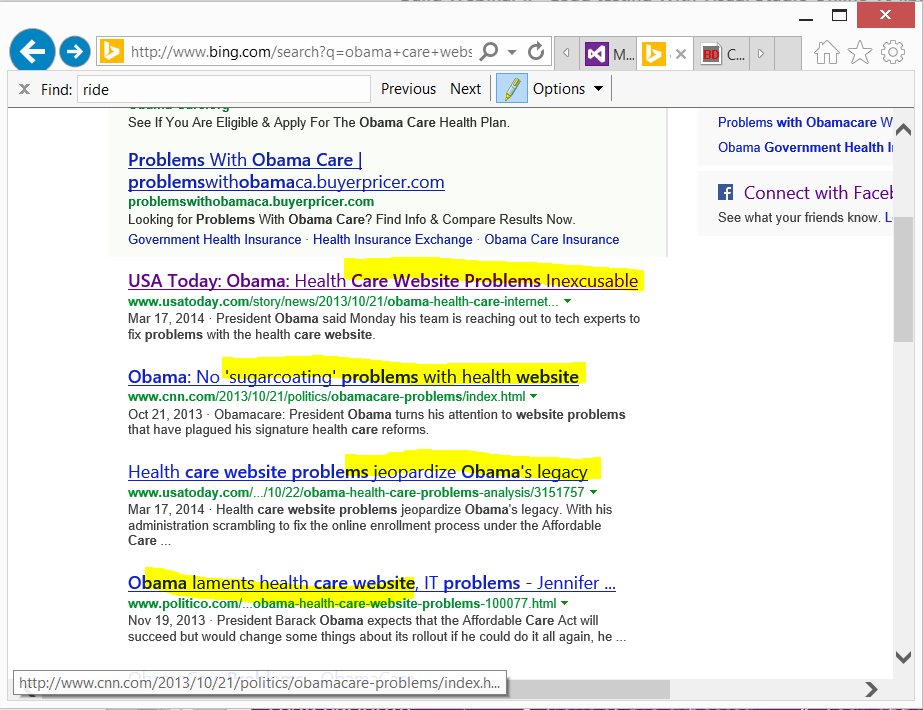 http://www.bing.com/search?q=obama+care+webs
M...
C...
Find: ride Previous Next Options
See If You Are Eligible & Apply For The Obama Care Health Plan.
Problems With Obama Care |
problemswithobamaca.buyerpricer.com
problemswithobamaca.buyerpricer.com
Looking for Problems With Obama Care? Find Info & Compare Results Now.
Government Health Insurance · Health Insurance Exchange · Obama Care Insurance
USA Today: Obama: Health Care Website Problems Inexcusable
www.usatoday.com/story/news/2013/10/21/obama-health-care-internet...
Mar 17, 2014 · President Obama said Monday his team is reaching out to tech experts to
fix problems with the health care website.
Obama: No 'sugarcoating' problems with health website
www.cnn.com/2013/10/21/politics/obamacare-problems/index.html
Oct 21, 2013 · Obamacare: President Obama turns his attention to website problems
that have plagued his signature health care reforms.
Health care website problems jeopardize Obama's legacy
www.usatoday.com/.../10/22/obama-health-care-problems-analysis/3151757
Mar 17, 2014 · Health care website problems jeopardize Obama's legacy. With his
administration scrambling to fix the online enrollment process under the Affordable
Care ...
Obama laments health care website, IT problems - Jennifer ...
www.politico.com/...obama-health-care-website-problems-100077.html
Nov 19, 2013 · President Barack Obama expects that the Affordable Care Act will
succeed but would change some things about its rollout if he could do it all again, he ...
http://www.cnn.com/2013/10/21/politics/obamacare-problems/index.h...
Problems with Obamacare W
Obama Government Health I
Connect with Faceb
See what your friends know. L